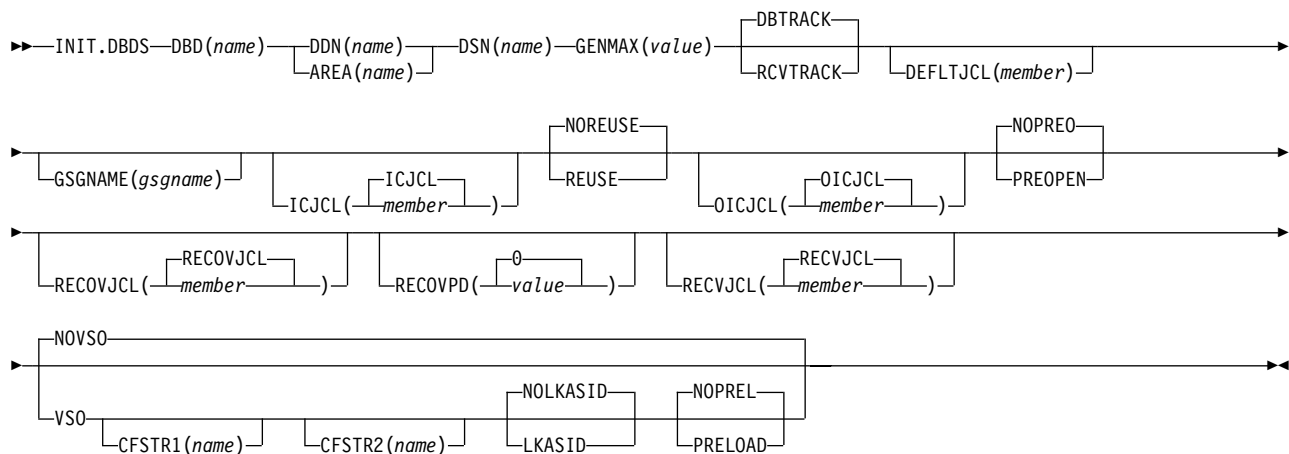 DBTRACK
INIT.DBDS DBD(name) DDN(name) DSN(name) GENMAX(value)
AREA(name) RCVTRACK DEFLTJCL(member)
NOREUSE NOPREO
GSGNAME(gsgname) ICJCL REUSE OICJCL PREOPEN
ICJCL( member ) OICJCL( member )
RECOVJCL 0 RECVJCL
RECOVJCL( member ) RECOVPD( value ) RECVJCL( member )
NOVSO
NOLKASID NOPREL
VSO
CFSTR1(name) CFSTR2(name) LKASID PRELOAD